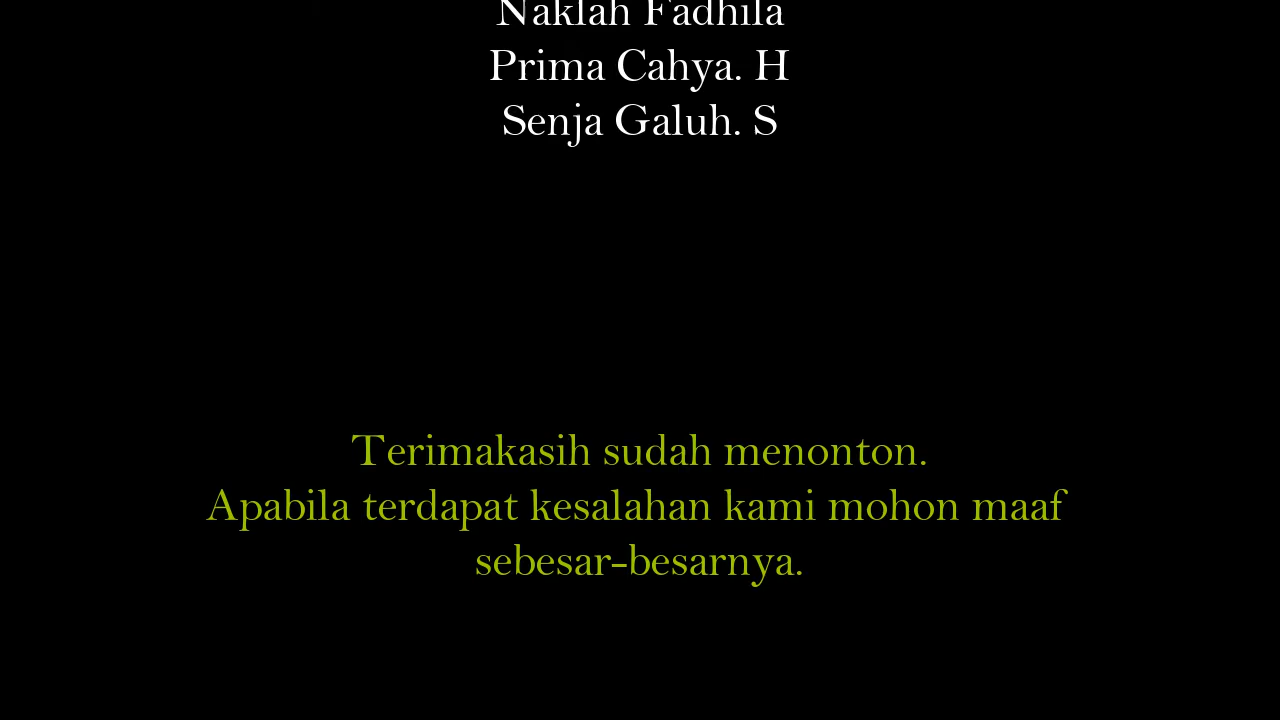 Naklah Fadhila
Prima Cahya. H
Senja Galuh. S
Terimakasih sudah menonton.
Apabila terdapat kesalahan kami mohon maaf
sebesar-besarnya.